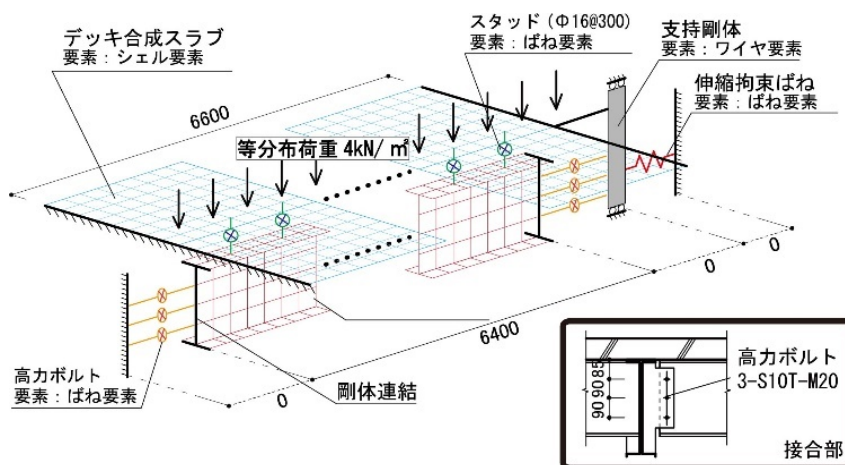 デッキ合成スラブ
要素：シェル要素
スタッド（Φ16@300）
要素：ばね要素
支持剛体
要素：ワイヤ要素
伸縮拘束ばね
要素：ばね要素
6600
等分布荷重 4kN/㎡
0
0
6400
0
高力ボルト
要素：ばね要素
剛体連結
85
90
90
高力ボルト
3-S10T-M20
接合部